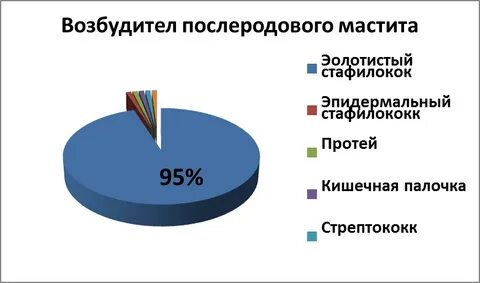 Возбудител послеродового мастита
Эолотистый
стафилокок
Эпидермальный
стафилококк
Протей
Кишечная палочка
Стрептококк
95%